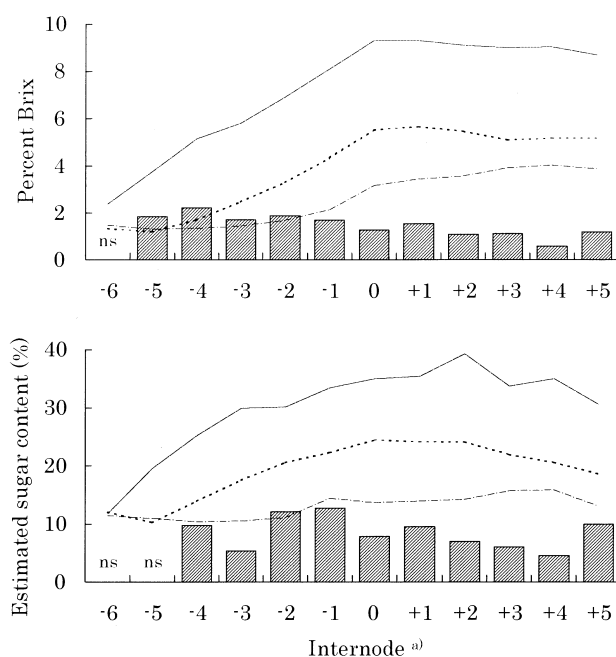 Percent Brix
10
8
6
4
2
0
ns
-6 -5 -4 -3 -2 -1 0 +1 +2 +3 +4 +5
Estimated sugar content (%)
40
30
20
10
0
ns ns
-6 -5 -4 -3 -2 -1 0 +1 +2 +3 +4 +5
Internode a)